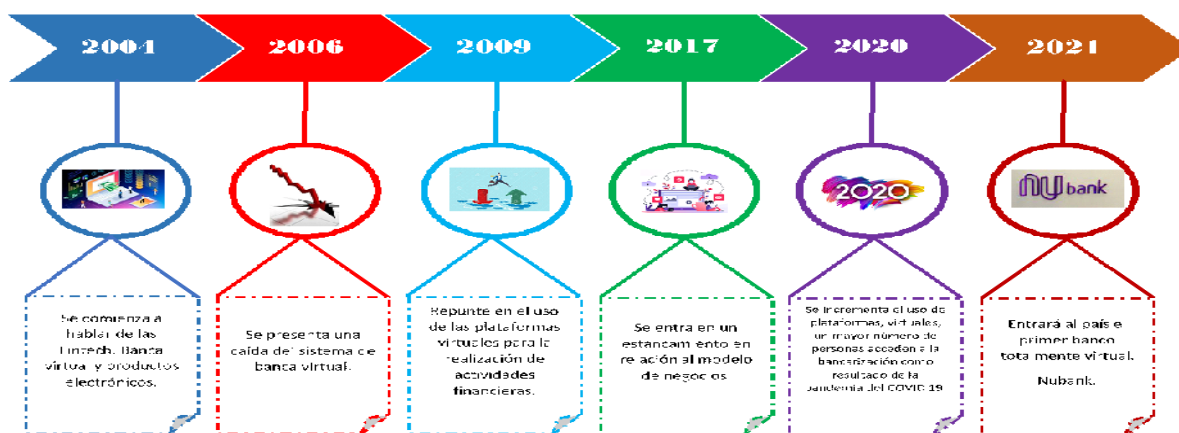 2004
2006
2009
2017
2020
2021
2020
nu bank
Se comienza a
hablar de las
Fintech. Banca
virtual y productos
electrónicos.
Se presenta una
caída del sistema de
banca virtual.
Repunte en el uso
de las plataformas
virtuales para la
realización de
actividades
financieras.
Se entra en un
estancamiento en
relación al modelo
de negocios
Se incrementa el uso de
plataformas, virtuales,
un mayor número de
personas acceden a la
bancarización como
resultado de la
pandemia del COVID 19
Entrará al país e
primer banco
totalmente virtual.
Nubank.